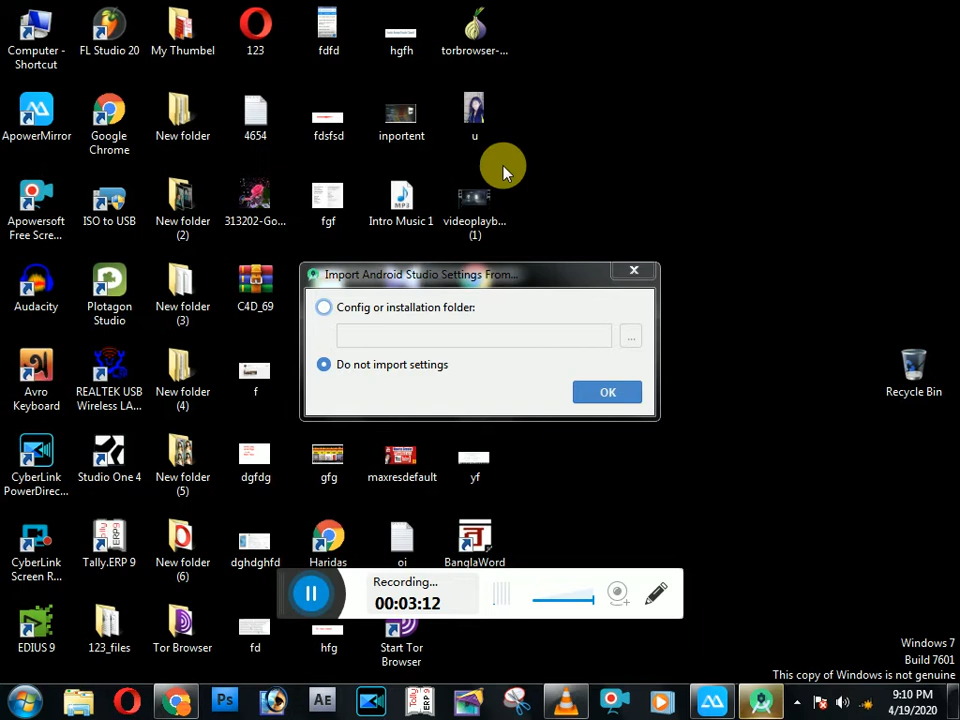 Computer -
Shortcut
FL Studio 20
My Thumbel
123
fdfd
hgfh
torbrowser-...
ApowerMirror
Google
Chrome
New folder
4654
fdsfsd
inportent
u
Apowersoft
Free Scre...
ISO to USB
New folder
(2)
313202-Go...
fgf
MP3
Intro Music 1
videoplayb...
(1)
Import Android Studio Settings From...
Config or installation folder:
...
Do not import settings
OK
Audacity
Plotagon
Studio
New folder
(3)
C4D_69
Avro
Keyboard
REALTEK USB
Wireless LA...
New folder
(4)
f
Recycle Bin
CyberLink
PowerDirec...
Studio One 4
New folder
(5)
dgfdg
gfg
maxresdefault
yf
CyberLink
Screen R...
Tally.ERP 9
New folder
(6)
dghdghfd
Haridas
oi
BanglaWord
Recording...
00:03:12
EDIUS 9
123_files
Tor Browser
fd
hfg
Start Tor
Browser
Windows 7
Build 7601
This copy of Windows is not genuine
Ps
AE
9:10 PM
4/19/2020